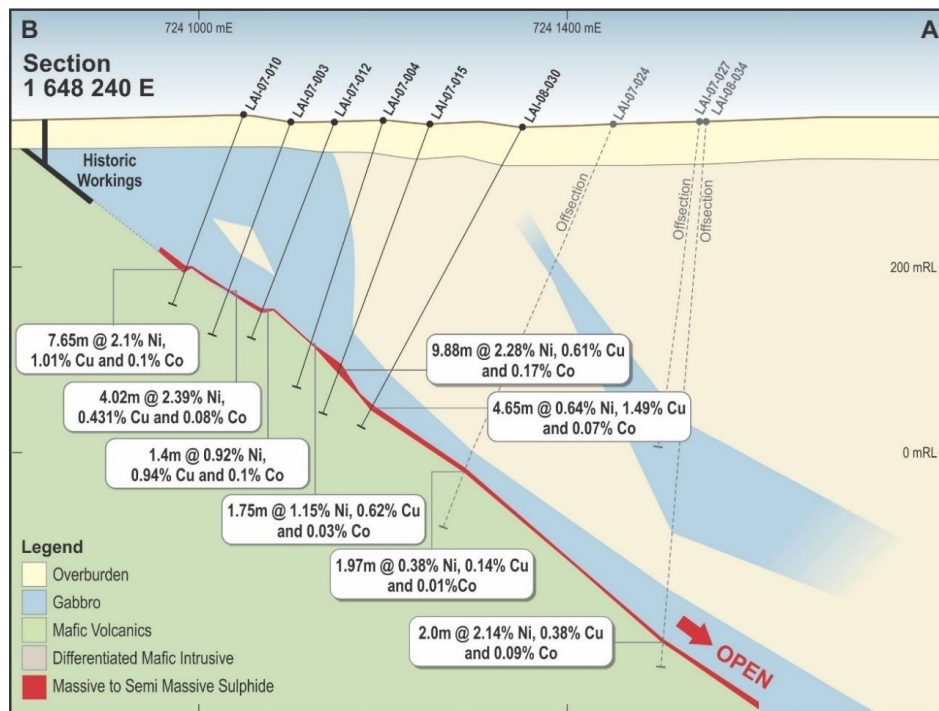 B
724 1000 mE
724 1400 mE
A
Section
1 648 240 E
LAI-07-010
LAI-07-003
LAI-07-012
LAI-07-004
LAI-07-015
LAI-08-030
LAI-07-024
LAI-07-027
LAI-08-034
Historic
Workings
Offsection
Offsection
Offsection
200 mRL
7.65m @ 2.1% Ni,
1.01% Cu and 0.1% Co
9.88m @ 2.28% Ni, 0.61% Cu
and 0.17% Co
4.02m @ 2.39% Ni,
0.431% Cu and 0.08% Co
4.65m @ 0.64% Ni, 1.49% Cu
and 0.07% Co
1.4m @ 0.92% Ni,
0.94% Cu and 0.1% Co
0 mRL
1.75m @ 1.15% Ni, 0.62% Cu
and 0.03% Co
1.97m @ 0.38% Ni, 0.14% Cu
and 0.01%Co
2.0m @ 2.14% Ni, 0.38% Cu
and 0.09% Co
OPEN
Legend
Overburden
Gabbro
Mafic Volcanics
Differentiated Mafic Intrusive
Massive to Semi Massive Sulphide